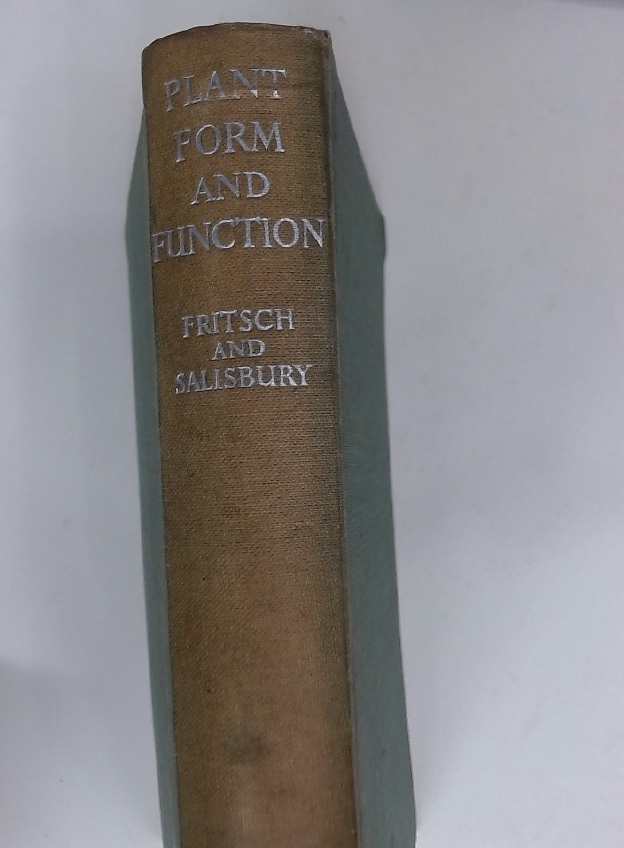 PLANT
FORM
AND
FUNCTION
FRITSCH
AND
SALISBURY